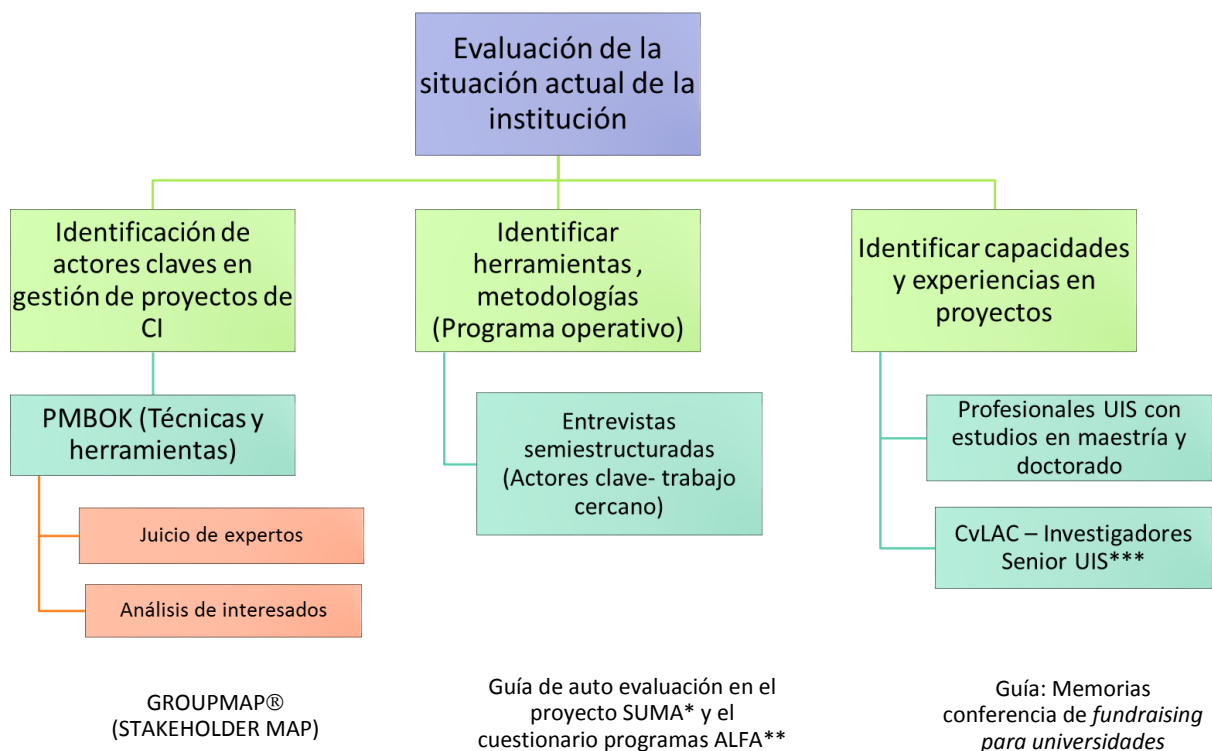 Evaluación de la
situación actual de la
institución
Identificación de
actores claves en
gestión de proyectos de
CI
Identificar
herramientas ,
metodologías
(Programa operativo)
Identificar capacidades
y experiencias en
proyectos
PMBOK (Técnicas y
herramientas)
Juicio de expertos
Análisis de interesados
Entrevistas
semiestructuradas
(Actores clave- trabajo
cercano)
Profesionales UIS con
estudios en maestría y
doctorado
CvLAC – Investigadores
Senior UIS***
GROUPMAP®
(STAKEHOLDER MAP)
Guía de auto evaluación en el
proyecto SUMA* y el
cuestionario programas ALFA**
Guía: Memorias
conferencia de fundraising
para universidades